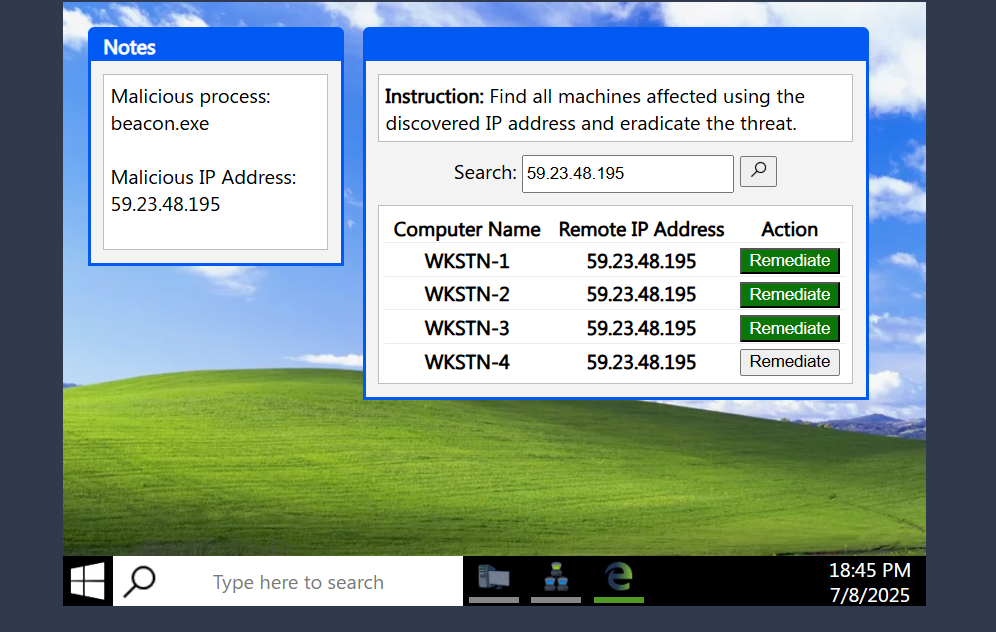 Notes
Malicious process:
beacon.exe
Malicious IP Address:
59.23.48.195
Instruction: Find all machines affected using the
discovered IP address and eradicate the threat.
Search: 59.23.48.195
Computer Name Remote IP Address Action
WKSTN-1 59.23.48.195 Remediate
WKSTN-2 59.23.48.195 Remediate
WKSTN-3 59.23.48.195 Remediate
WKSTN-4 59.23.48.195 Remediate
Type here to search
18:45 PM
7/8/2025